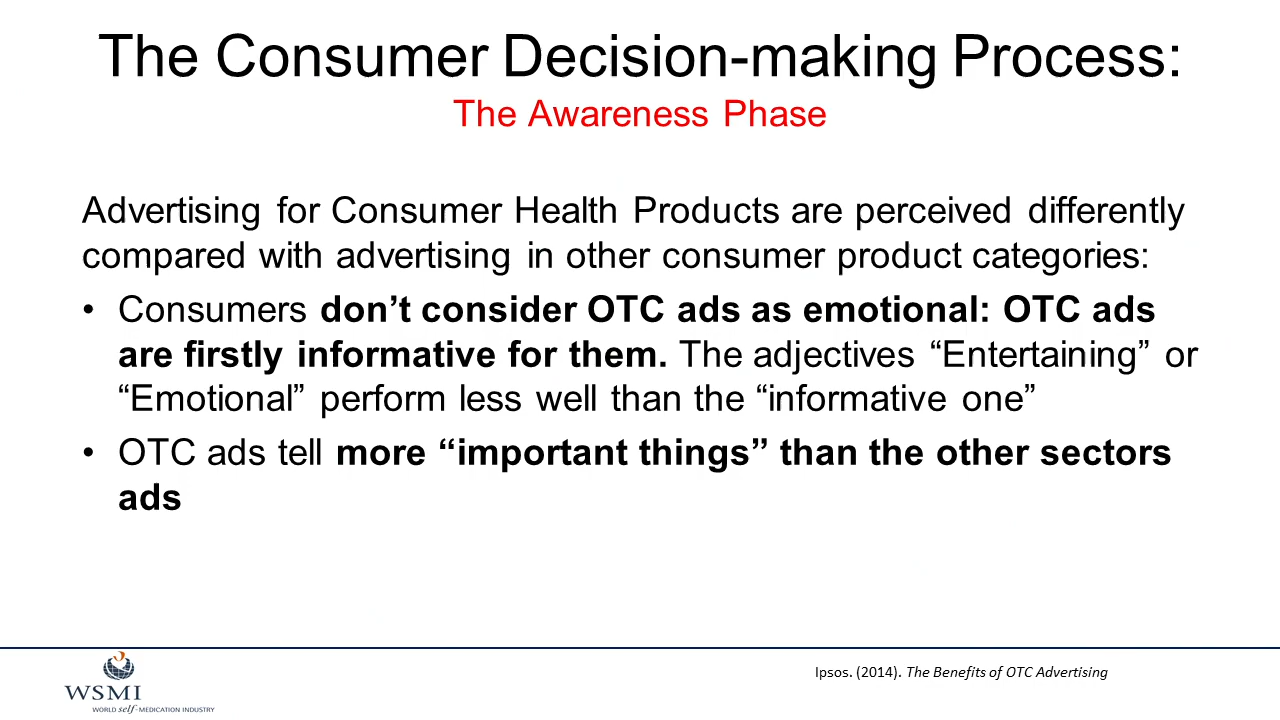 The Consumer Decision-making Process:
The Awareness Phase
Advertising for Consumer Health Products are perceived differently
compared with advertising in other consumer product categories:
• Consumers don’t consider OTC ads as emotional: OTC ads
are firstly informative for them. The adjectives “Entertaining” or
“Emotional” perform less well than the “informative one”
• OTC ads tell more “important things” than the other sectors
ads
Ipsos. (2014). The Benefits of OTC Advertising
WSMI
WORLD self-MEDICATION INDUSTRY